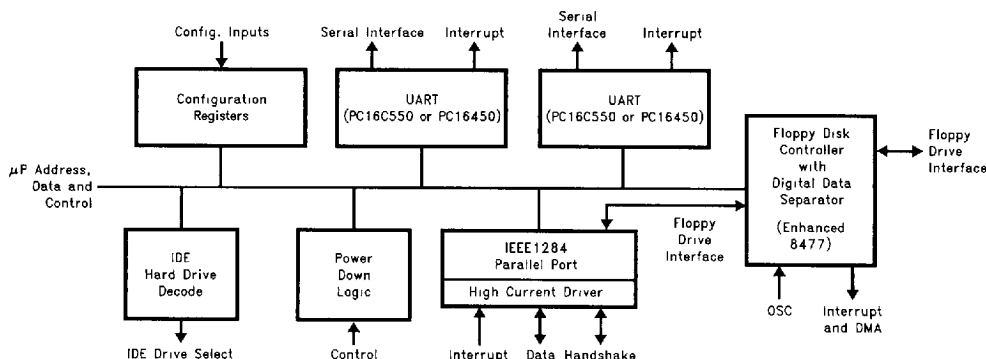 Config. Inputs
Serial Interface
Interrupt
Serial
Interface
Interrupt
Configuration
Registers
UART
(PC16C550 or PC16450)
UART
(PC16C550 or PC16450)
Floppy Disk
Controller
with
Digital Data
Separator
(Enhanced
8477)
Floppy
Drive
Interface
μP Address,
Data and
Control
IDE
Hard Drive
Decode
Power
Down
Logic
IEEE1284
Parallel Port
High Current Driver
Floppy
Drive
Interface
OSC
Interrupt
and DMA
IDE Drive Select
Control
Interrupt
Data
Handshake